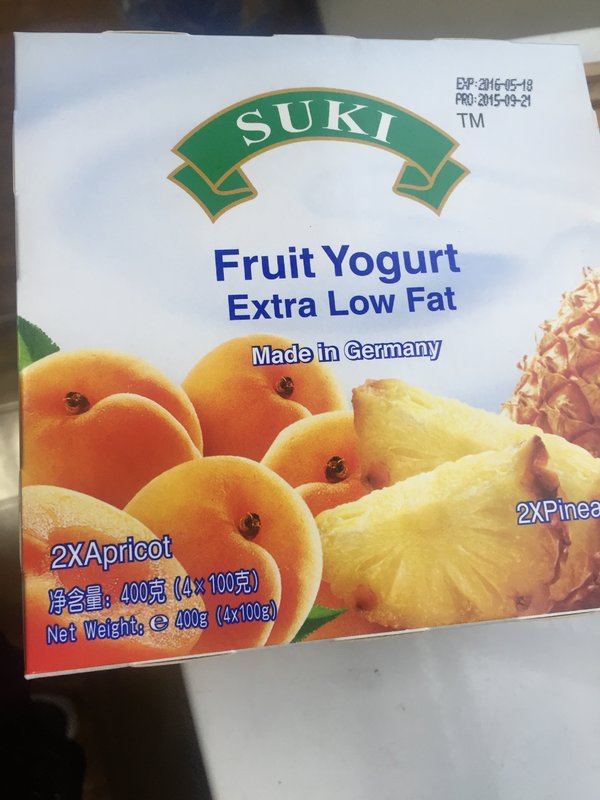 EXP:2016-05-18
PRO:2015-09-21
SUKI
TM
Fruit Yogurt
Extra Low Fat
Made in Germany
2XPinea
2XApricot
净含量：400克（4×100克）
Net Weight: ℮ 400g (4x100g)